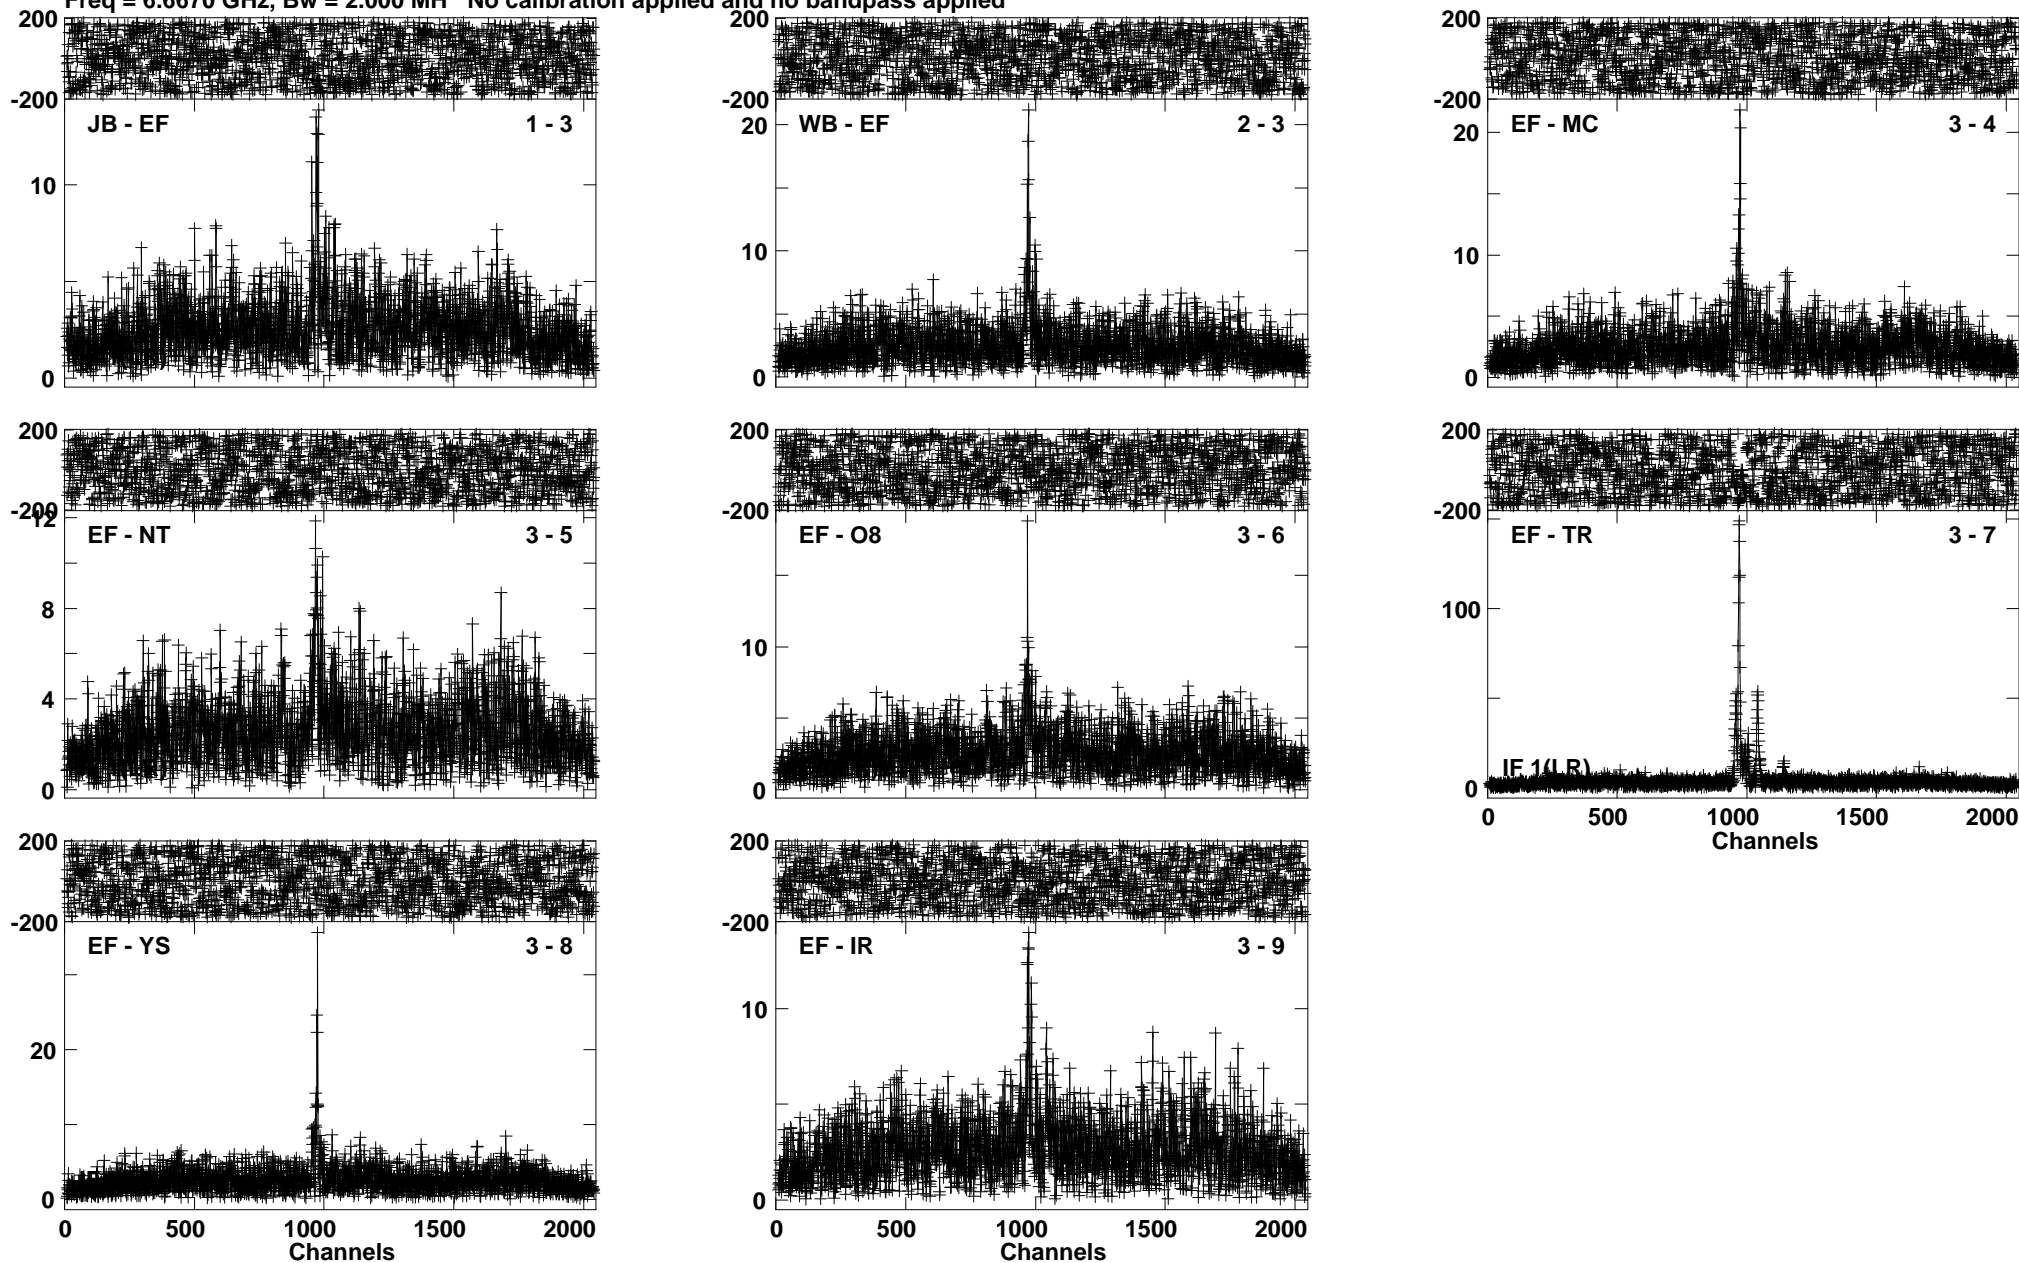 Freq = 6.6670 GHz, Bw = 2.000 MH No calibration applied and no bandpass applied
200
-200
JB - EF 1 - 3
10
0
200
-200
WB - EF 2 - 3
20
10
0
200
-200
EF - MC 3 - 4
20
10
0
200
-200
12
EF - NT 3 - 5
8
4
0
200
-200
EF - O8 3 - 6
10
0
200
-200
EF - TR 3 - 7
100
IF 1(LR)
0
0 500 1000 1500 2000
Channels
200
-200
EF - YS 3 - 8
20
0
0 500 1000 1500 2000
Channels
200
-200
EF - IR 3 - 9
10
0
0 500 1000 1500 2000
Channels